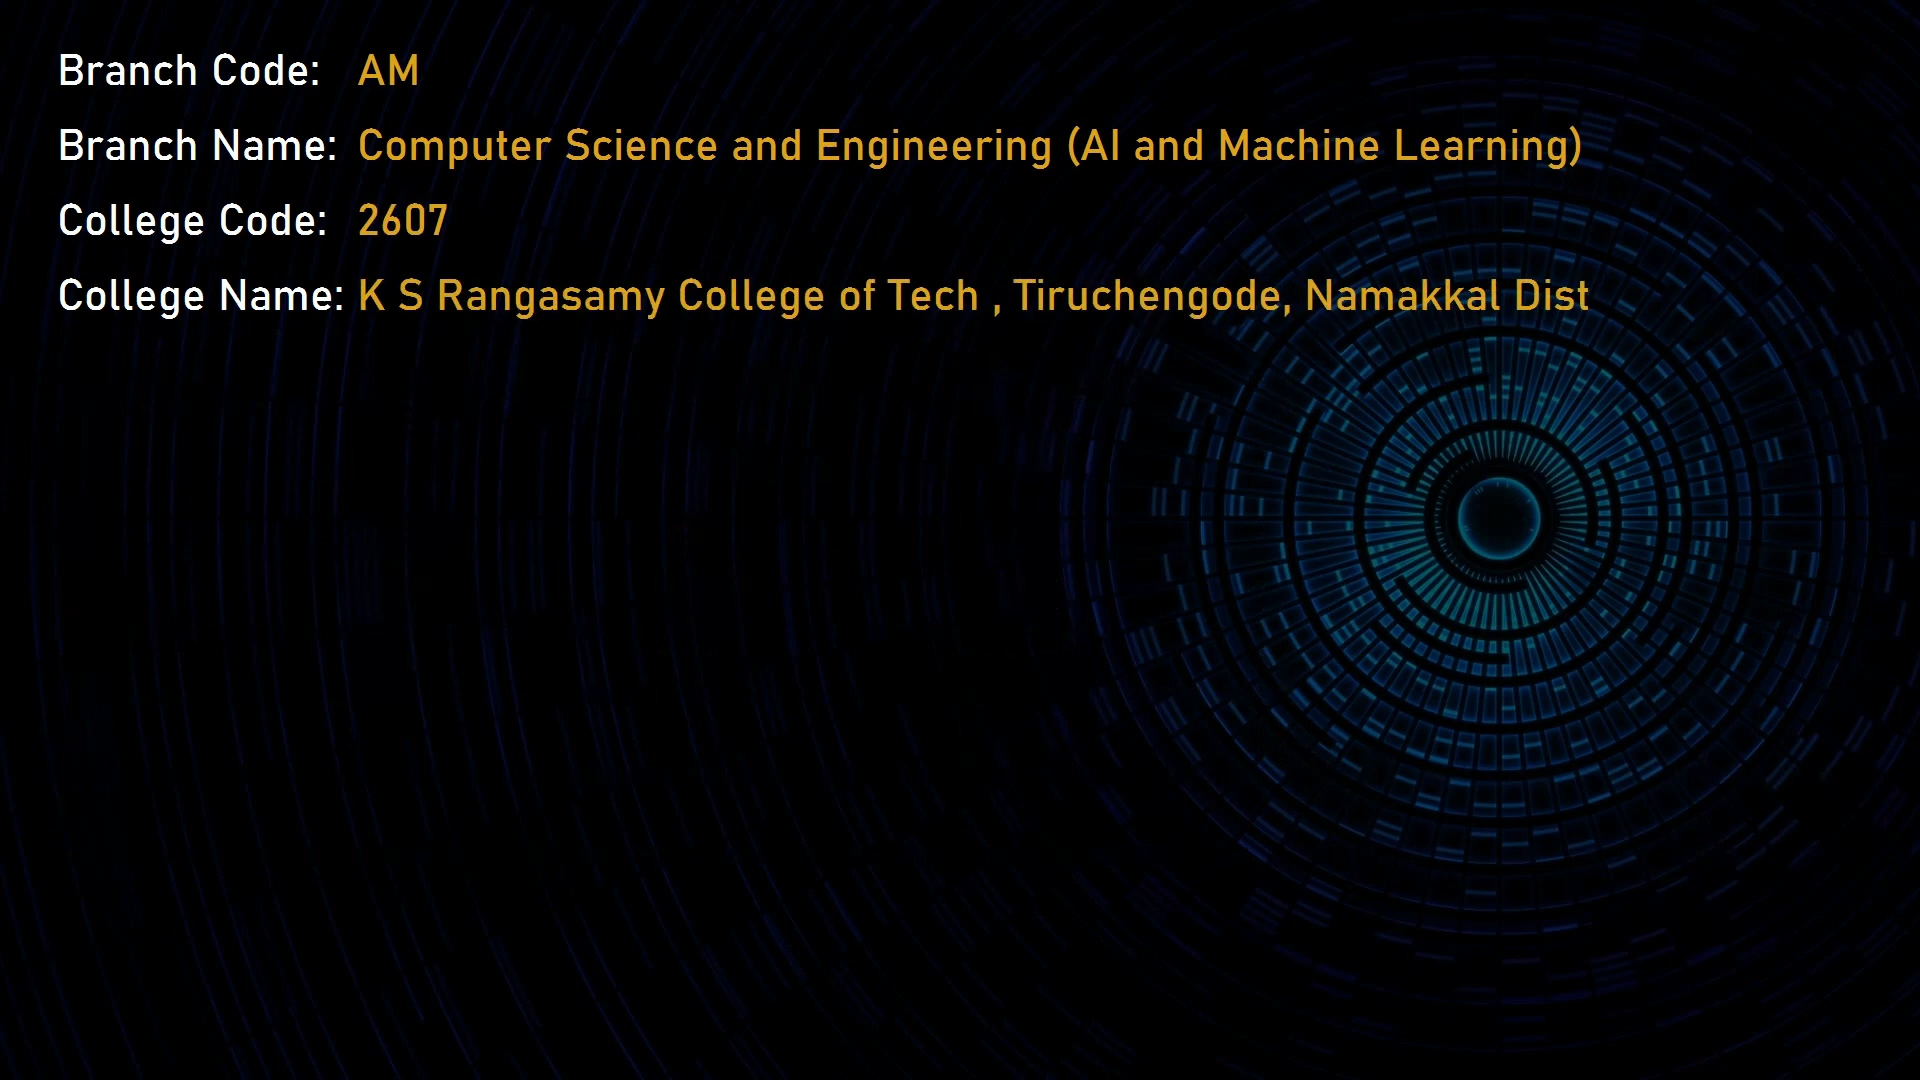 Branch Code: AM
Branch Name: Computer Science and Engineering (AI and Machine Learning)
College Code: 2607
College Name: K S Rangasamy College of Tech , Tiruchengode, Namakkal Dist